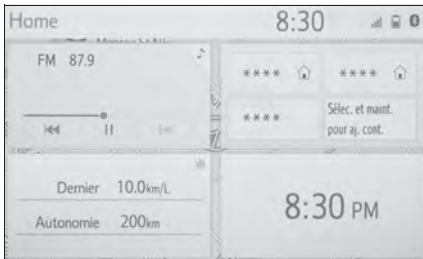 Home
8:30
FM 87.9
**** ****
****
Sélec. et maint.
pour aj. cont.
Dernier 10.0km/L
Autonomie 200km
8:30 PM